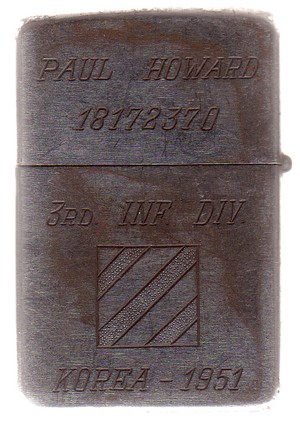 PAUL HOWARD
18172370
3RD INF. DIV.
KOREA - 1951